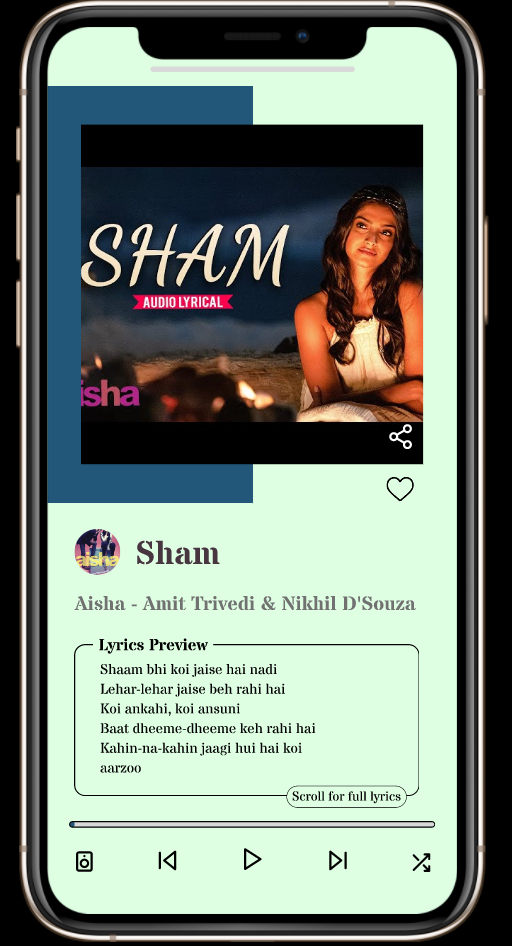 SHAM
AUDIO LYRICAL
isha
aisha
Sham
Aisha - Amit Trivedi & Nikhil D'Souza
Lyrics Preview
Shaam bhi koi jaise hai nadi
Lehar-lehar jaise beh rahi hai
Koi ankahi, koi ansuni
Baat dheeme-dheeme keh rahi hai
Kahin-na-kahin jaagi hui hai koi
aarzoo
Scroll for full lyrics